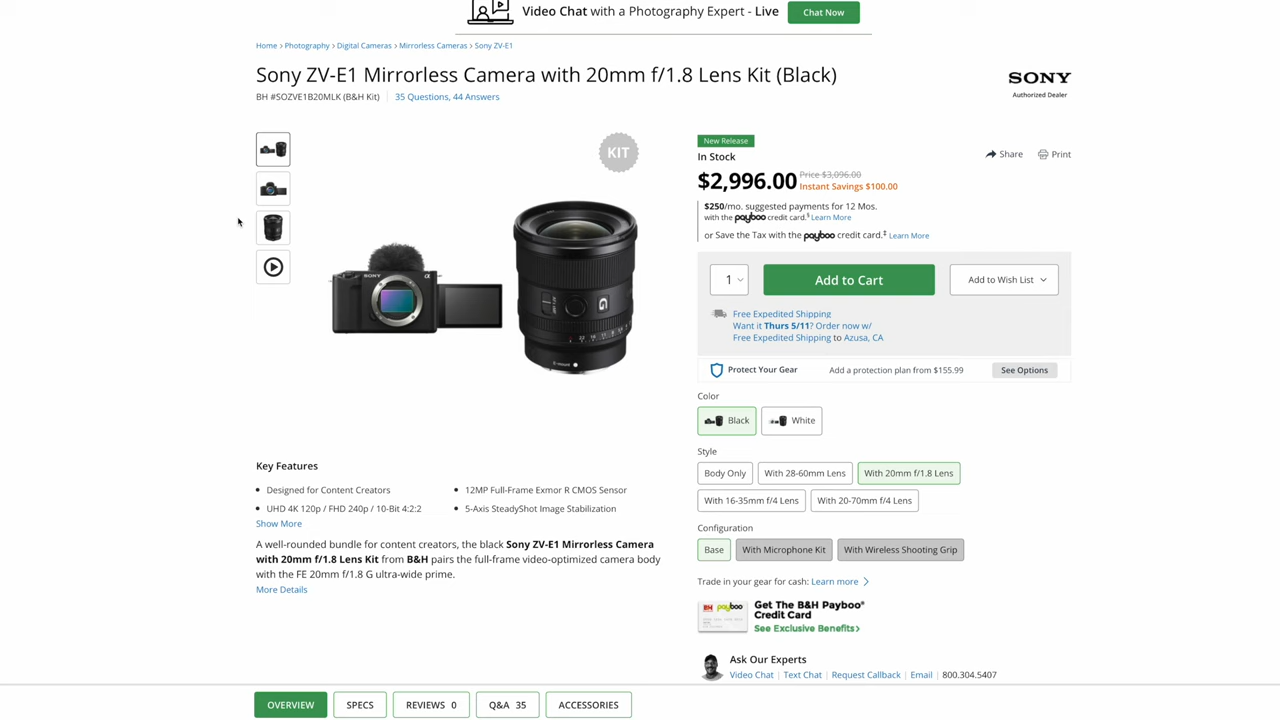 Video Chat with a Photography Expert - Live
Chat Now
Home > Photography > Digital Cameras > Mirrorless Cameras > Sony ZV-E1
Sony ZV-E1 Mirrorless Camera with 20mm f/1.8 Lens Kit (Black)
BH #SOZVE1B20MLK (B&H Kit)
35 Questions, 44 Answers
SONY
Authorized Dealer
KIT
SONY
α
G
New Release
In Stock
Share
Print
$2,996.00
Price $3,096.00
Instant Savings $100.00
$250/mo. suggested payments for 12 Mos.
with the payboo credit card.§ Learn More
or Save the Tax with the payboo credit card.‡ Learn More
1
Add to Cart
Add to Wish List
Free Expedited Shipping
Want it Thurs 5/11? Order now w/
Free Expedited Shipping to Azusa, CA
Protect Your Gear
Add a protection plan from $155.99
See Options
Color
Black
White
Style
Body Only
With 28-60mm Lens
With 20mm f/1.8 Lens
With 16-35mm f/4 Lens
With 20-70mm f/4 Lens
Configuration
Base
With Microphone Kit
With Wireless Shooting Grip
Trade in your gear for cash: Learn more >
BH payboo
Get The B&H Payboo®
Credit Card
See Exclusive Benefits>
Ask Our Experts
Video Chat | Text Chat | Request Callback | Email | 800.304.5407
Key Features
Designed for Content Creators
12MP Full-Frame Exmor R CMOS Sensor
UHD 4K 120p / FHD 240p / 10-Bit 4:2:2
5-Axis SteadyShot Image Stabilization
Show More
A well-rounded bundle for content creators, the black Sony ZV-E1 Mirrorless Camera
with 20mm f/1.8 Lens Kit from B&H pairs the full-frame video-optimized camera body
with the FE 20mm f/1.8 G ultra-wide prime.
More Details
OVERVIEW
SPECS
REVIEWS 0
Q&A 35
ACCESSORIES